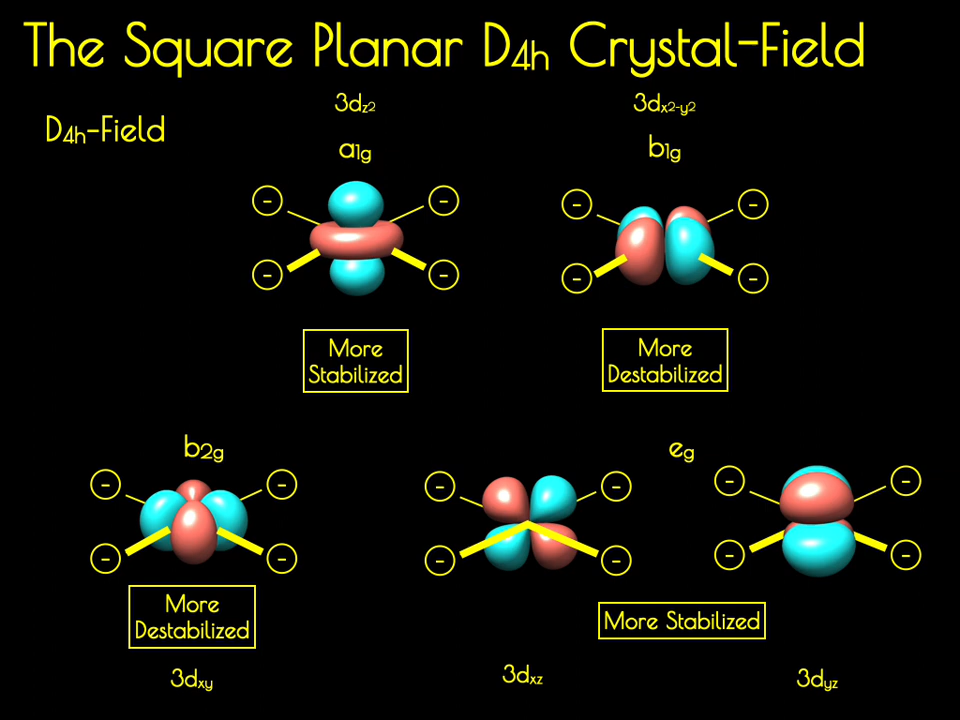 The Square Planar D4h Crystal-Field
D4h-Field
3dz2
3dx2-y2
a1g
b1g
- - - -
- - - -
More
Stabilized
More
Destabilized
b2g
eg
- - - - - -
- - - - - -
More
Destabilized
More Stabilized
3dxy
3dxz
3dyz